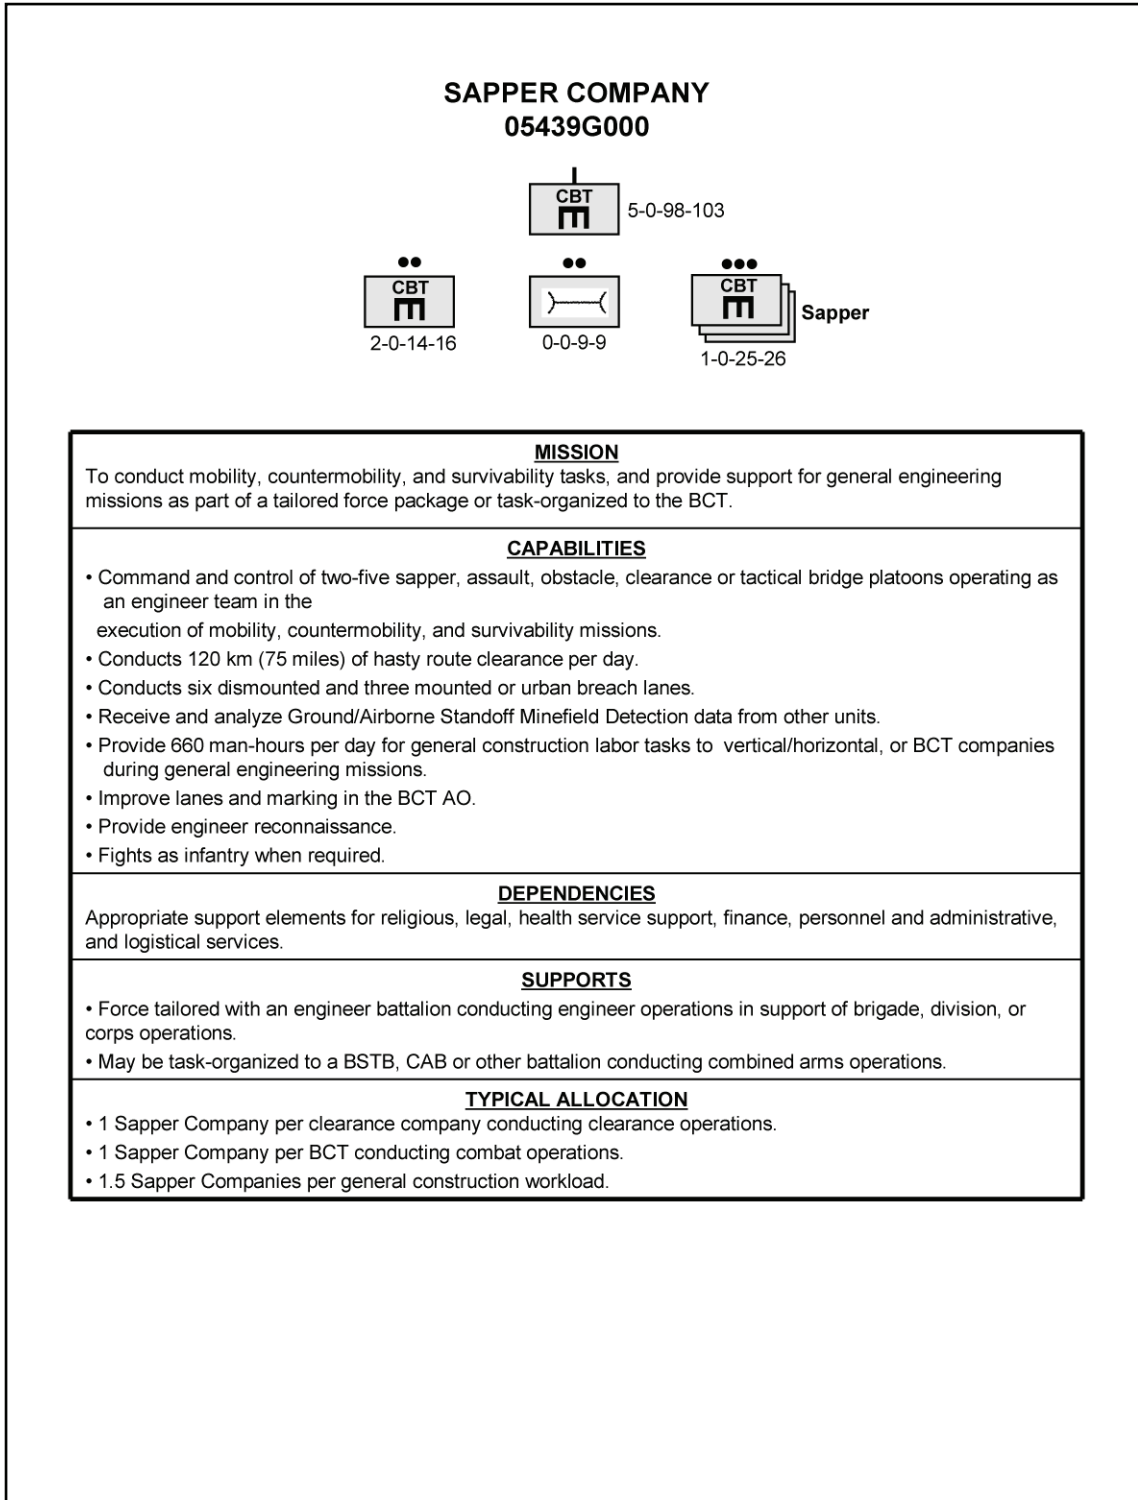 SAPPER COMPANY
05439G000
CBT
5-0-98-103
CBT
2-0-14-16
0-0-9-9
CBT
Sapper
1-0-25-26
MISSION
To conduct mobility, countermobility, and survivability tasks, and provide support for general engineering
missions as part of a tailored force package or task-organized to the BCT.
CAPABILITIES
• Command and control of two-five sapper, assault, obstacle, clearance or tactical bridge platoons operating as
an engineer team in the
execution of mobility, countermobility, and survivability missions.
• Conducts 120 km (75 miles) of hasty route clearance per day.
• Conducts six dismounted and three mounted or urban breach lanes.
• Receive and analyze Ground/Airborne Standoff Minefield Detection data from other units.
• Provide 660 man-hours per day for general construction labor tasks to vertical/horizontal, or BCT companies
during general engineering missions.
• Improve lanes and marking in the BCT AO.
• Provide engineer reconnaissance.
• Fights as infantry when required.
DEPENDENCIES
Appropriate support elements for religious, legal, health service support, finance, personnel and administrative,
and logistical services.
SUPPORTS
• Force tailored with an engineer battalion conducting engineer operations in support of brigade, division, or
corps operations.
• May be task-organized to a BSTB, CAB or other battalion conducting combined arms operations.
TYPICAL ALLOCATION
• 1 Sapper Company per clearance company conducting clearance operations.
• 1 Sapper Company per BCT conducting combat operations.
• 1.5 Sapper Companies per general construction workload.